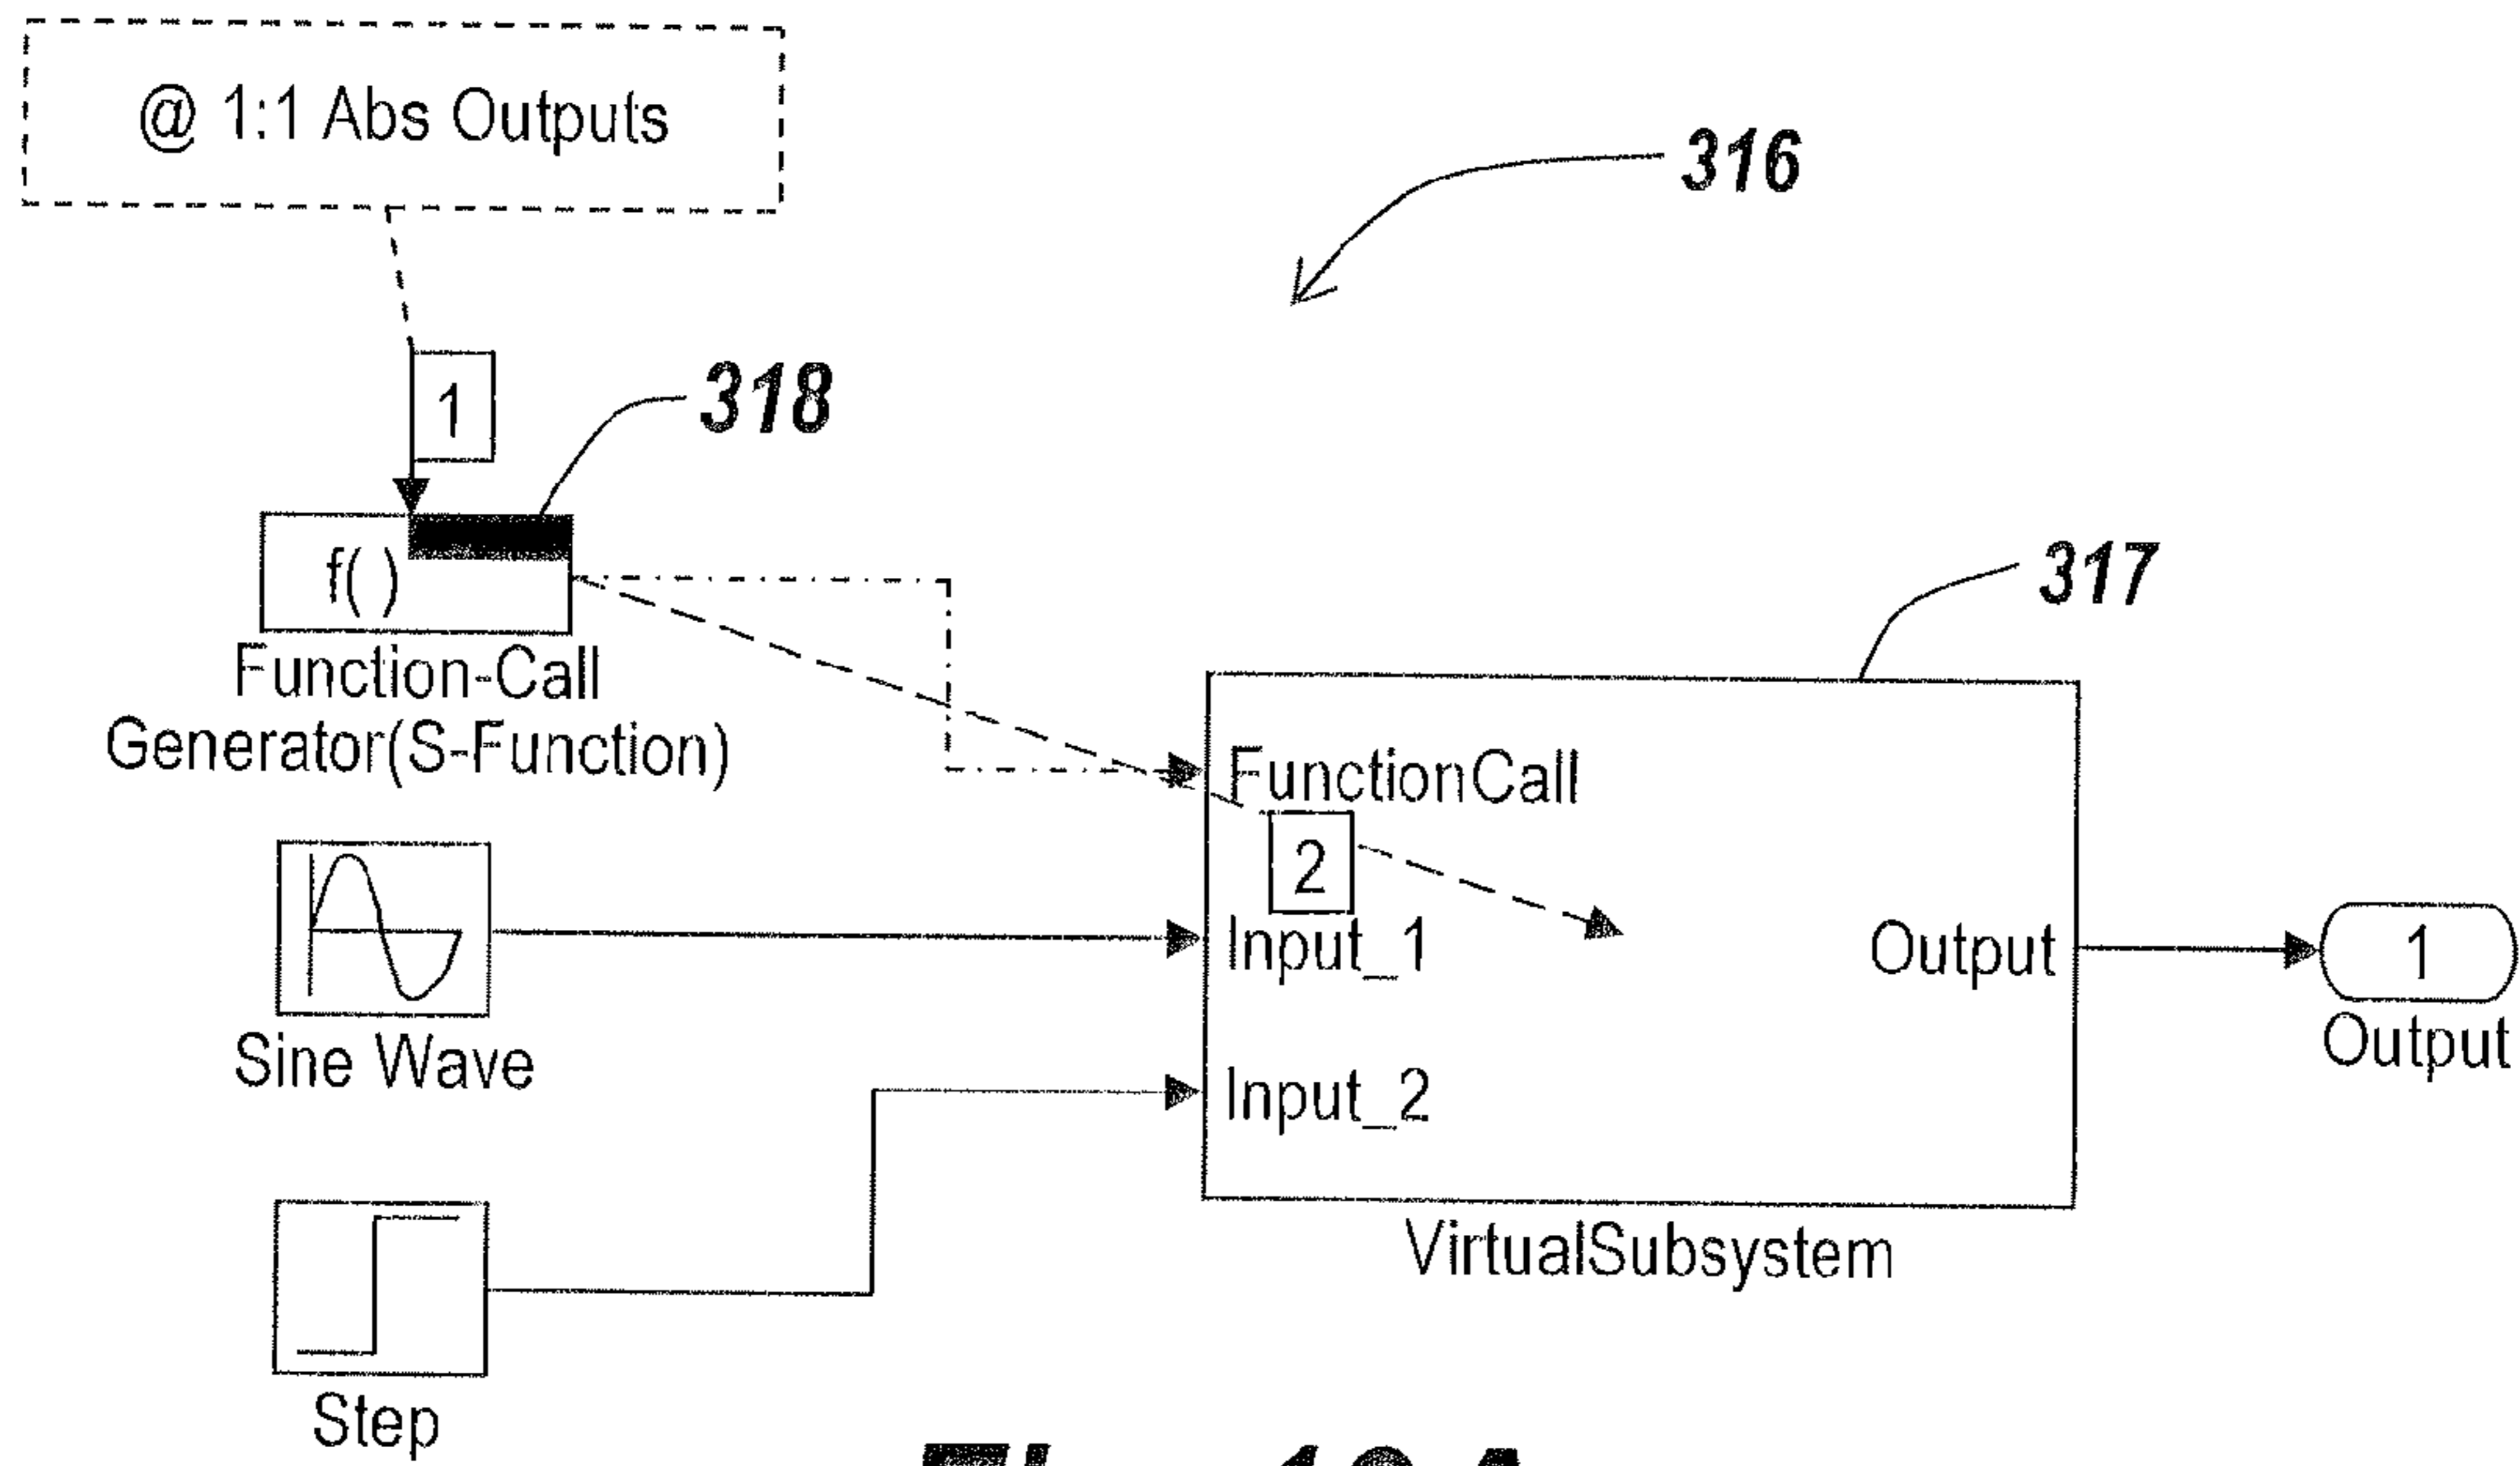 @ 1:1 Abs Outputs
316
1
318
f( )
Function-Call
Generator(S-Function)
317
FunctionCall
2
Input_1
Output
1
Output
Sine Wave
Input_2
VirtualSubsystem
Step